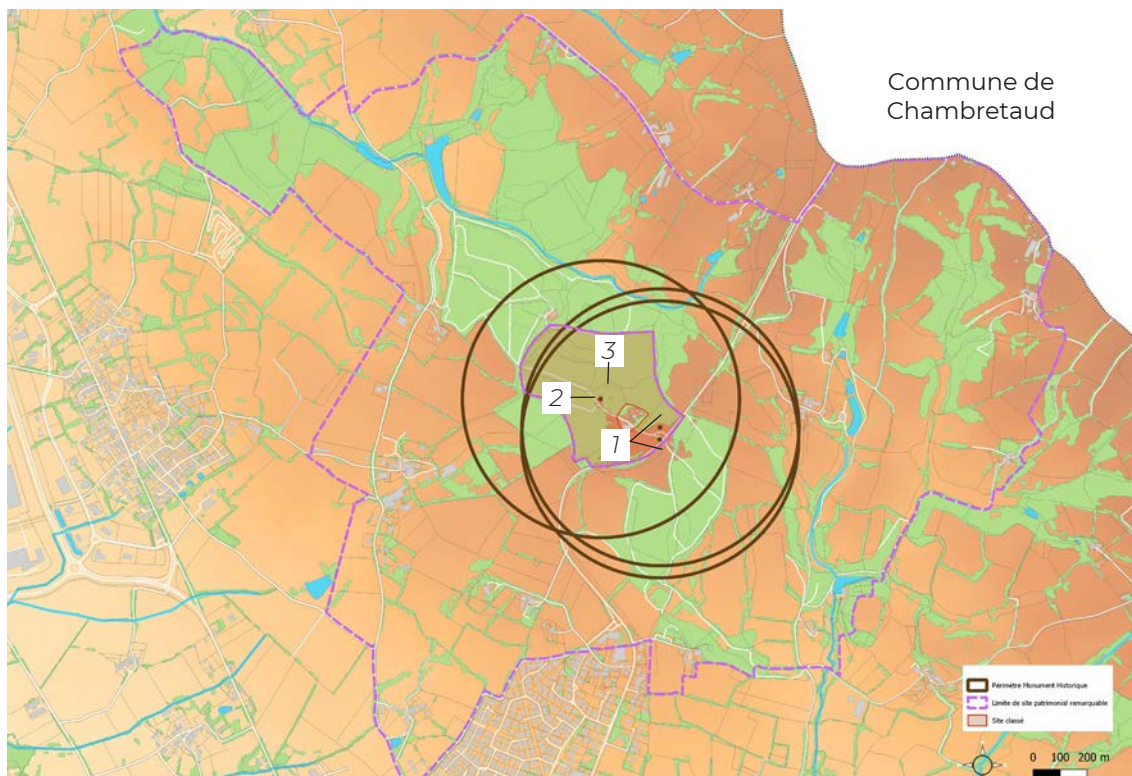 Commune de
Chambretaud
3
2
1
Périmètre Monument Historique
Limite de site patrimonial remarquable
Site classé
0 100 200 m